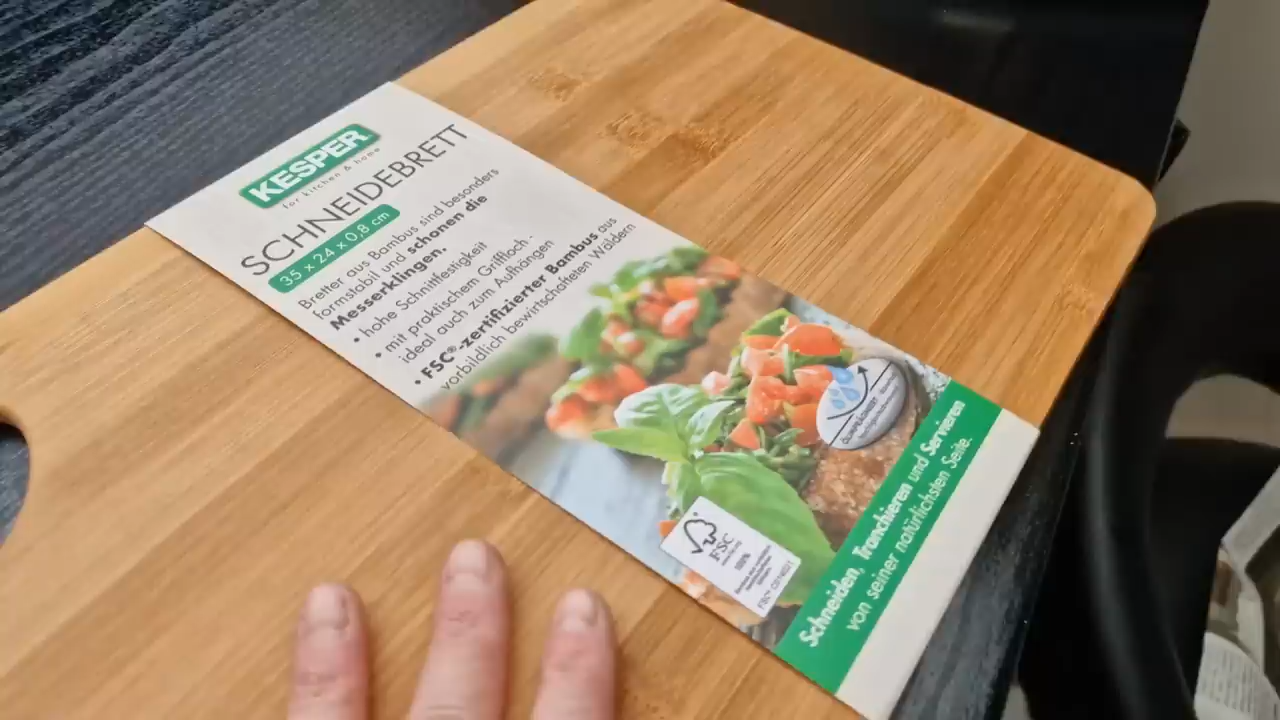 KESPER
for kitchen & home
SCHNEIDEBRETT
35 x 24 x 0,8 cm
Bretter aus Bambus sind besonders
formstabil und schonen die
Messerklingen.
• hohe Schnittfestigkeit
• mit praktischem Griffloch -
ideal auch zum Aufhängen
• FSC®-zertifizierter Bambus aus
vorbildlich bewirtschafteten Wäldern
FSC
100%
Schneiden, Tranchieren und Servieren
von seiner natürlichsten Seite.